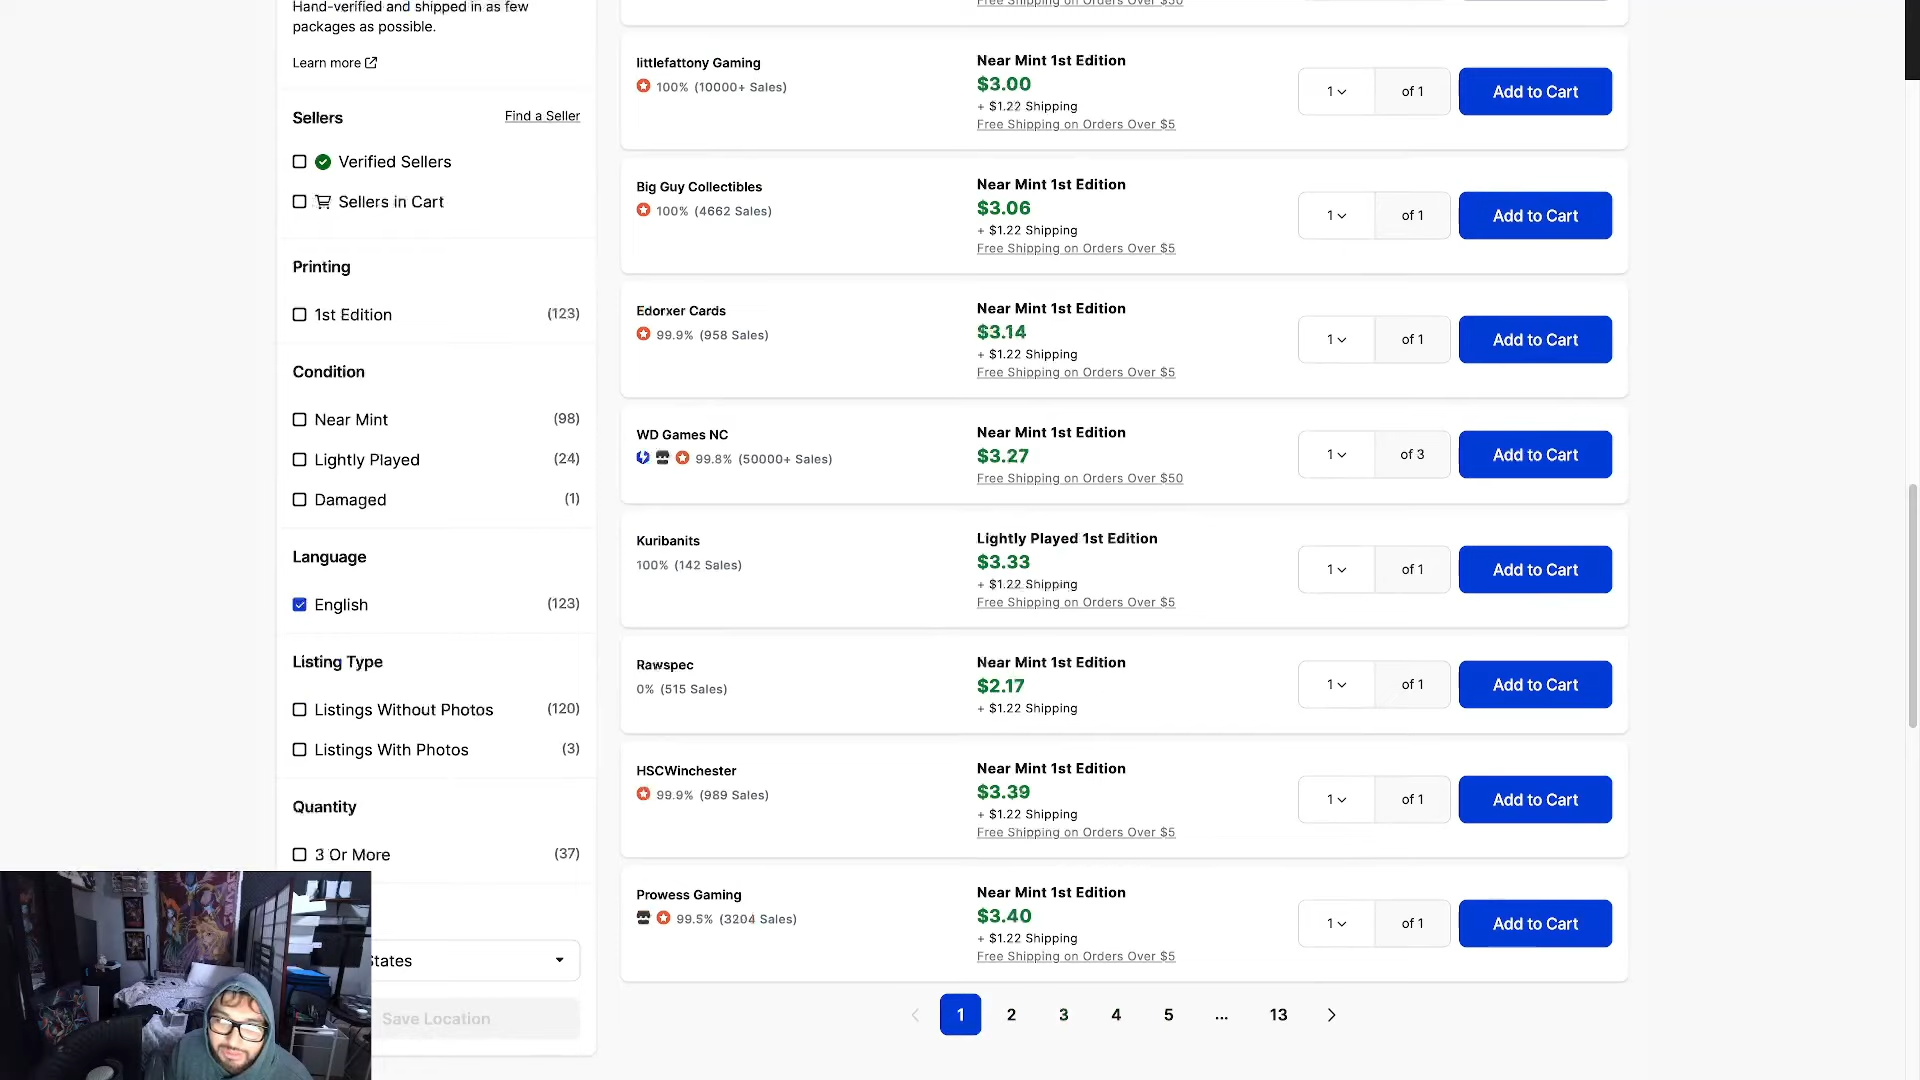 Hand-verified and shipped in as few
packages as possible.
Learn more
Sellers
Find a Seller
Verified Sellers
Sellers in Cart
Printing
1st Edition (123)
Condition
Near Mint (98)
Lightly Played (24)
Damaged (1)
Language
English (123)
Listing Type
Listings Without Photos (120)
Listings With Photos (3)
Quantity
3 Or More (37)
States
Save Location
Free Shipping on Orders Over $50
littlefattony Gaming
100% (10000+ Sales)
Near Mint 1st Edition
$3.00
+ $1.22 Shipping
Free Shipping on Orders Over $5
1 of 1
Add to Cart
Big Guy Collectibles
100% (4662 Sales)
Near Mint 1st Edition
$3.06
+ $1.22 Shipping
Free Shipping on Orders Over $5
1 of 1
Add to Cart
Edorxer Cards
99.9% (958 Sales)
Near Mint 1st Edition
$3.14
+ $1.22 Shipping
Free Shipping on Orders Over $5
1 of 1
Add to Cart
WD Games NC
99.8% (50000+ Sales)
Near Mint 1st Edition
$3.27
Free Shipping on Orders Over $50
1 of 3
Add to Cart
Kuribanits
100% (142 Sales)
Lightly Played 1st Edition
$3.33
+ $1.22 Shipping
Free Shipping on Orders Over $5
1 of 1
Add to Cart
Rawspec
0% (515 Sales)
Near Mint 1st Edition
$2.17
+ $1.22 Shipping
1 of 1
Add to Cart
HSCWinchester
99.9% (989 Sales)
Near Mint 1st Edition
$3.39
+ $1.22 Shipping
Free Shipping on Orders Over $5
1 of 1
Add to Cart
Prowess Gaming
99.5% (3204 Sales)
Near Mint 1st Edition
$3.40
+ $1.22 Shipping
Free Shipping on Orders Over $5
1 of 1
Add to Cart
1 2 3 4 5 ... 13